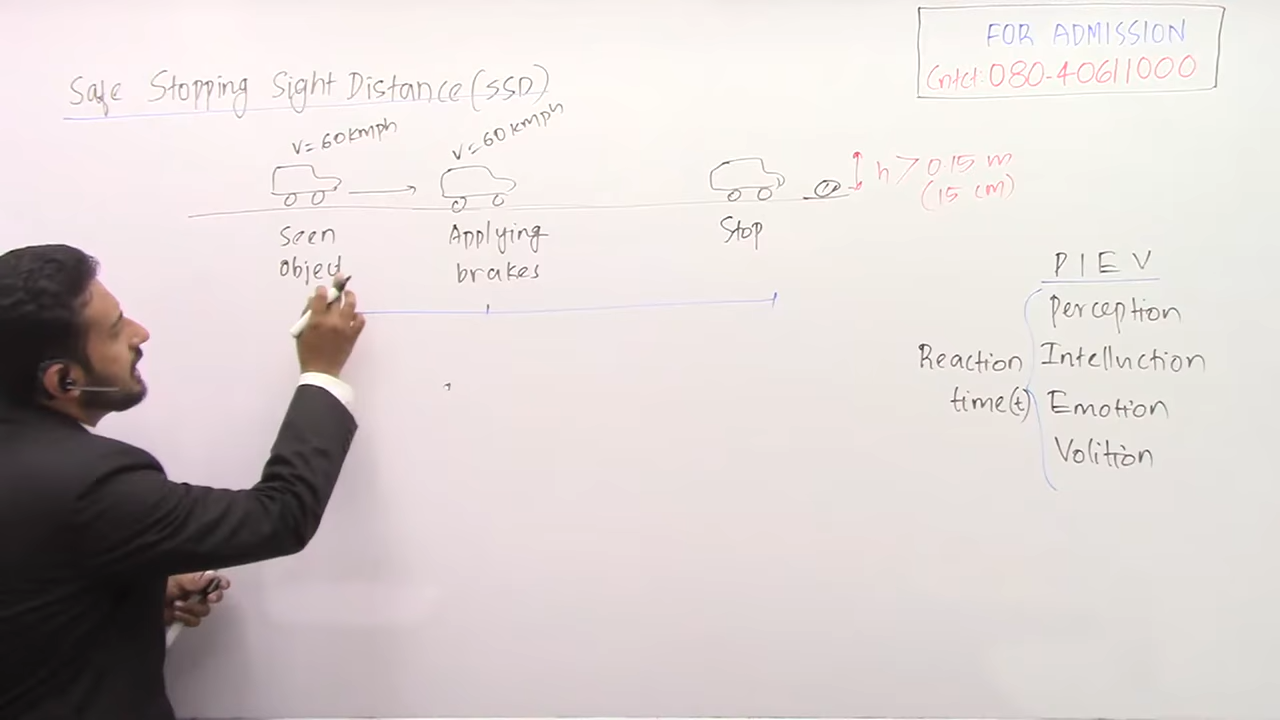 FOR ADMISSION
Cntct: 080-40611000
Safe Stopping Sight Distance (SSD)
V = 60 kmph
V = 60 kmph
h > 0.15 m
(15 cm)
Seen
object
Applying
brakes
Stop
P I E V
Perception
Intelluction
Emotion
Volition
Reaction
time(t)